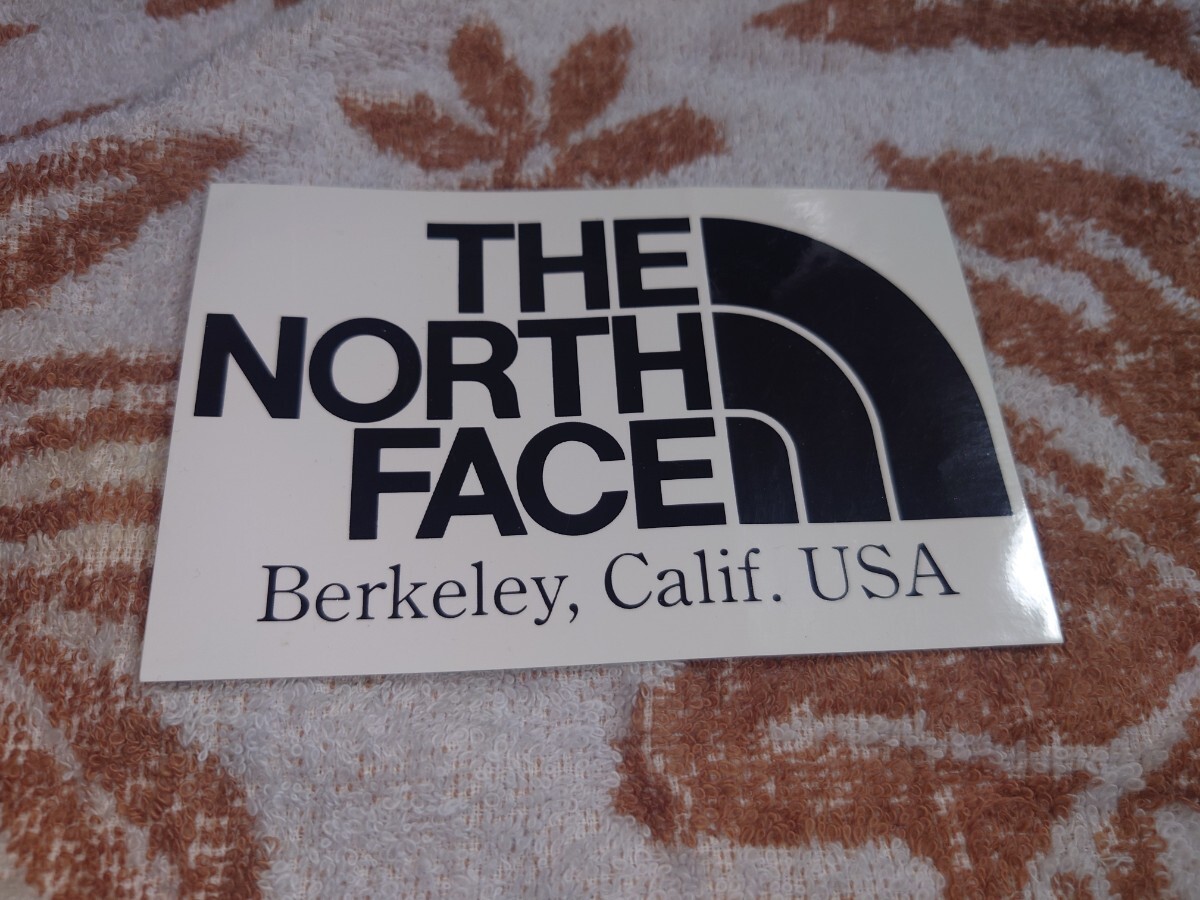 THE
NORTH
FACE
Berkeley, Calif. USA